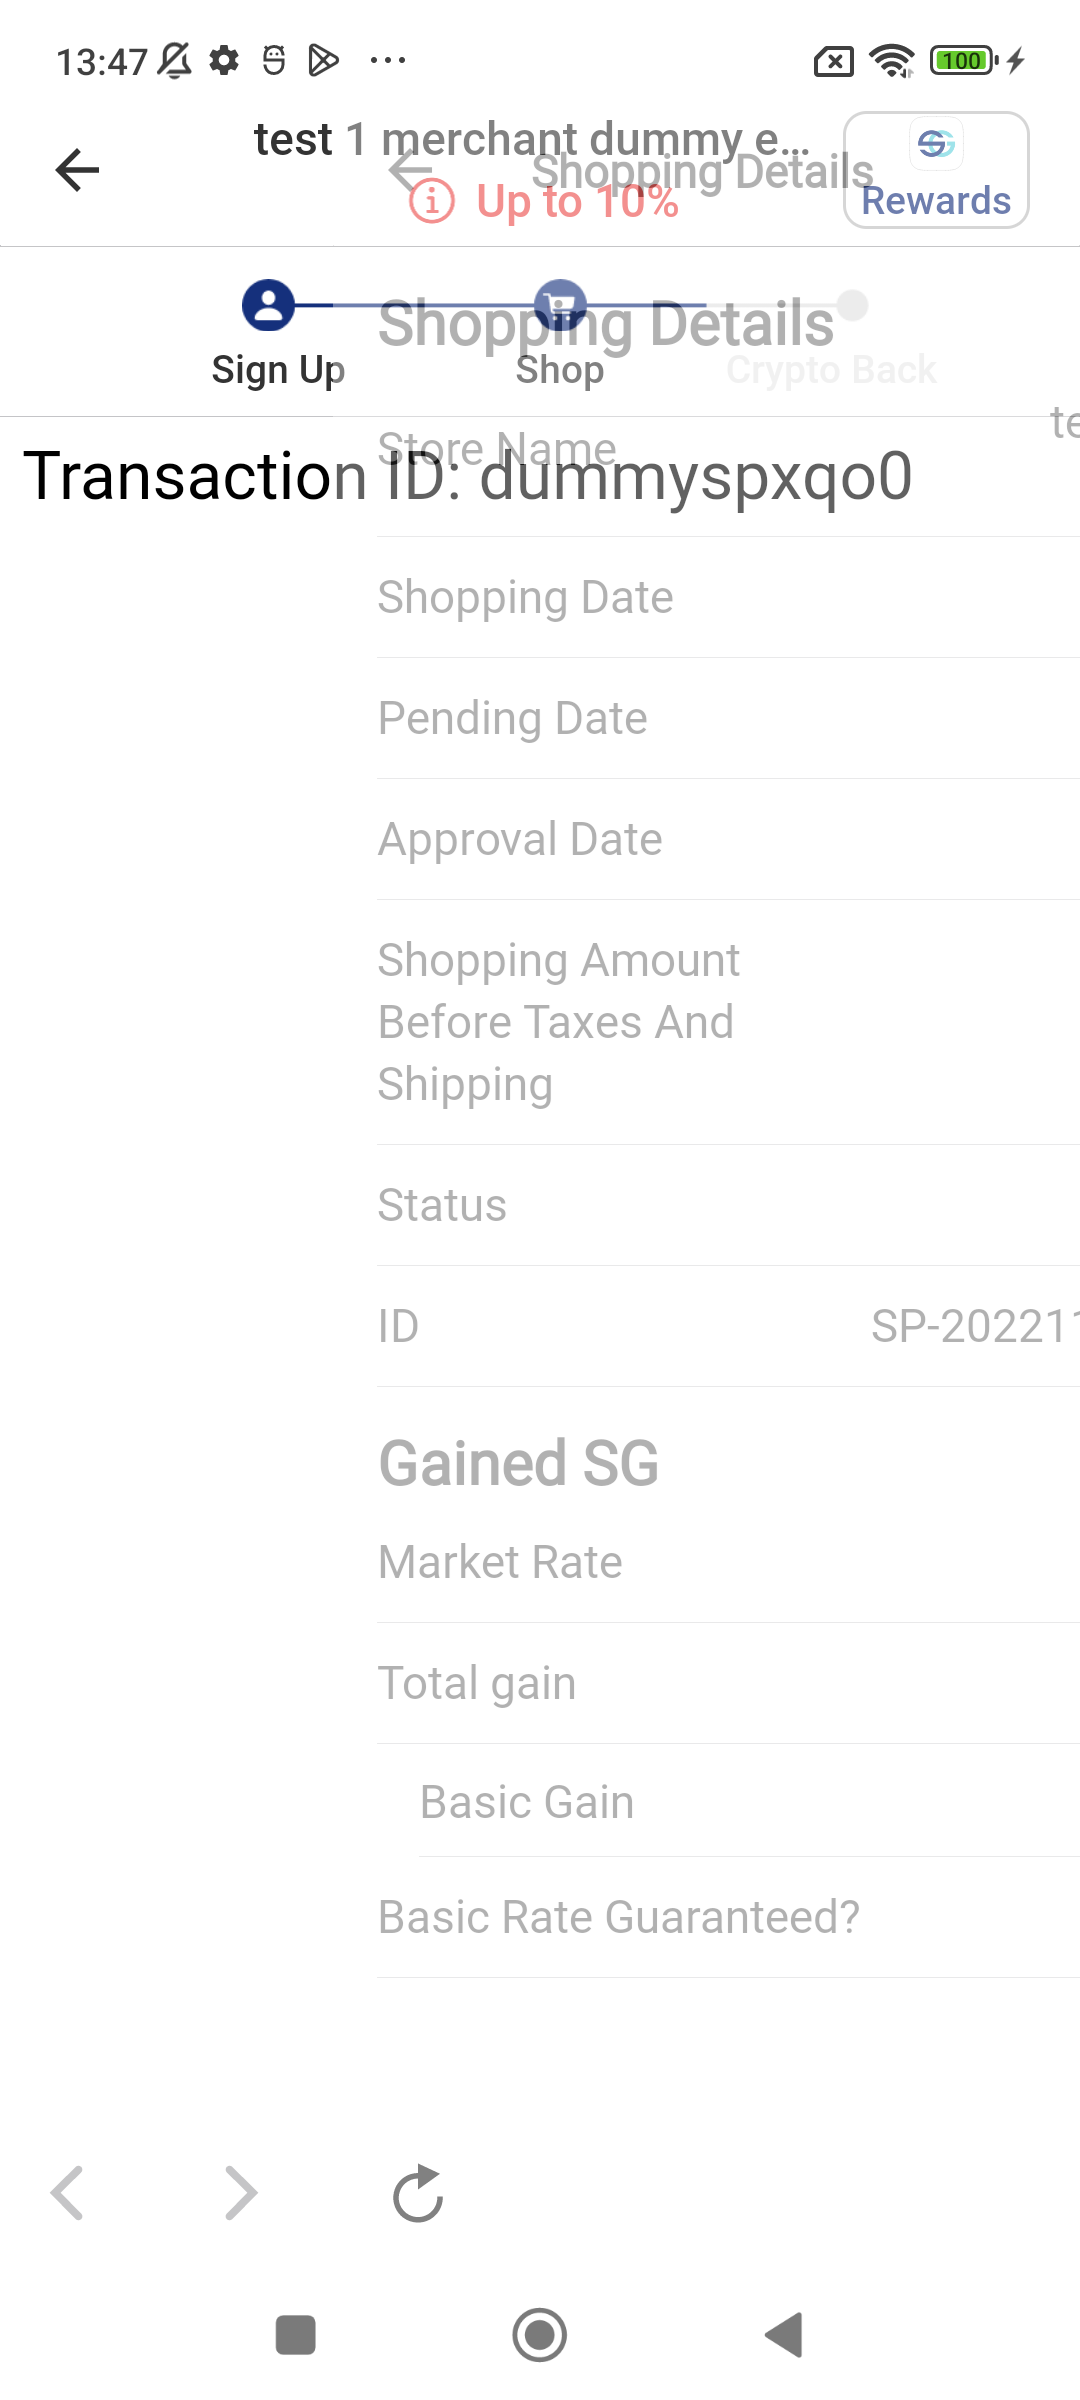 13:47
100
test 1 merchant dummy e...
Shopping Details
Up to 10%
Rewards
Shopping Details
Sign Up
Shop
Crypto Back
te
Store Name
Transaction ID: dummyspxqo0
Shopping Date
Pending Date
Approval Date
Shopping Amount
Before Taxes And
Shipping
Status
ID
SP-202211
Gained SG
Market Rate
Total gain
Basic Gain
Basic Rate Guaranteed?